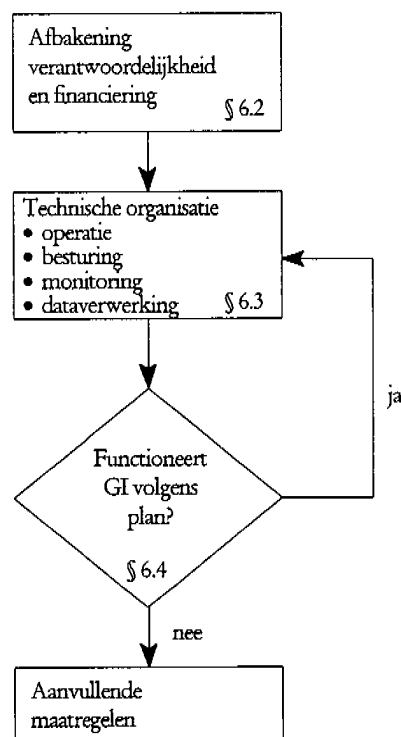 Afbakening
verantwoordelijkheid
en financiering
§ 6.2
Technische organisatie
• operatie
• besturing
• monitoring
• dataverwerking
§ 6.3
ja
Functioneert
GI volgens
plan?
§ 6.4
nee
Aanvullende
maatregelen